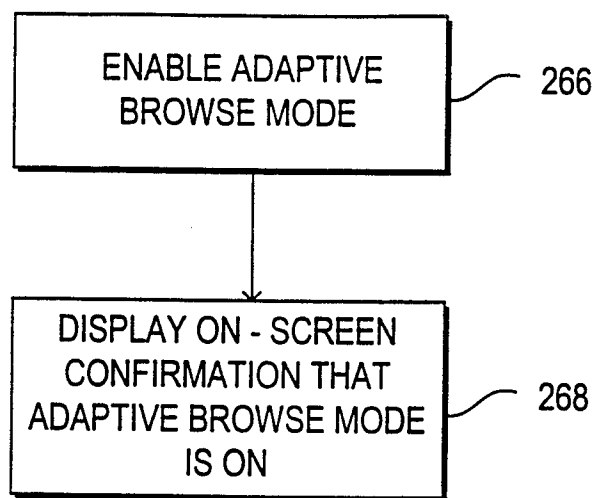 ENABLE ADAPTIVE
BROWSE MODE
266
DISPLAY ON - SCREEN
CONFIRMATION THAT
ADAPTIVE BROWSE MODE
IS ON
268